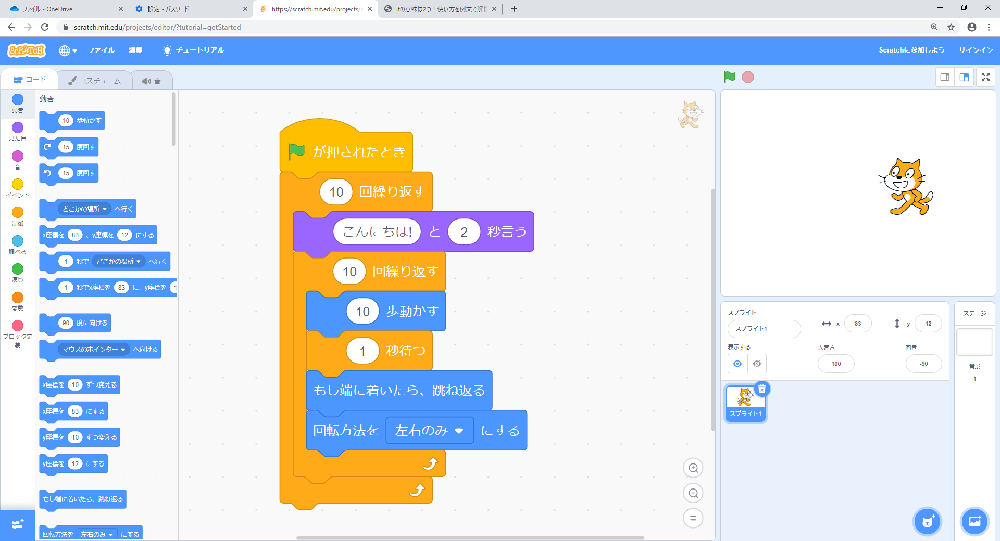 ファイル - OneDrive
設定 - パスワード
https://scratch.mit.edu/projects/e
ifの意味は2つ！使い方を例文で解
scratch.mit.edu/projects/editor/?tutorial=getStarted
SCRATCH
ファイル
編集
チュートリアル
Scratchに参加しよう
サインイン
コード
コスチューム
音
動き
見た目
音
イベント
制御
調べる
演算
変数
ブロック定
義
動き
10 歩動かす
15 度回す
15 度回す
どこかの場所 へ行く
x座標を 83 、y座標を 12 にする
1 秒で どこかの場所 へ行く
1 秒でx座標を 83 に、y座標を 1
90 度に向ける
マウスのポインター へ向ける
x座標を 10 ずつ変える
x座標を 83 にする
y座標を 10 ずつ変える
y座標を 12 にする
もし端に着いたら、跳ね返る
回転方法を 左右のみ にする
が押されたとき
10 回繰り返す
こんにちは! と 2 秒言う
10 回繰り返す
10 歩動かす
1 秒待つ
もし端に着いたら、跳ね返る
回転方法を 左右のみ にする
スプライト
スプライト1
x 83
y 12
表示する
大きさ
100
向き
-90
スプライト1
ステージ
背景
1